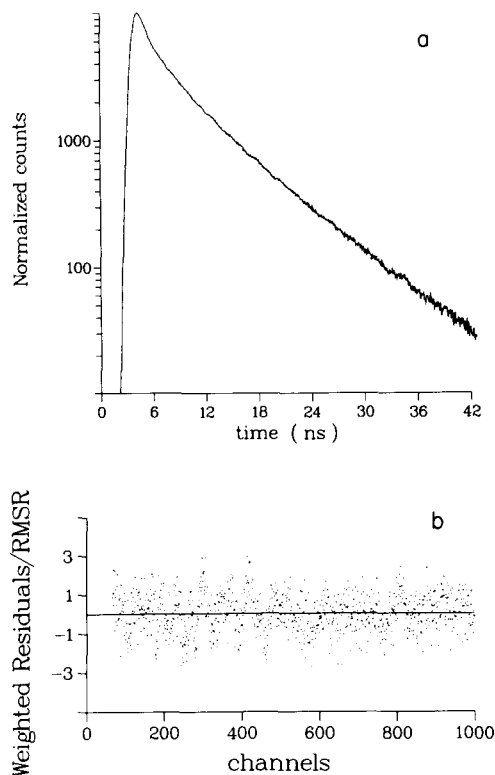 a
Normalized counts
1000
100
0 6 12 18 24 30 36 42
time ( ns )
b
Weighted Residuals/RMSR
3
1
-1
-3
0 200 400 600 800 1000
channels